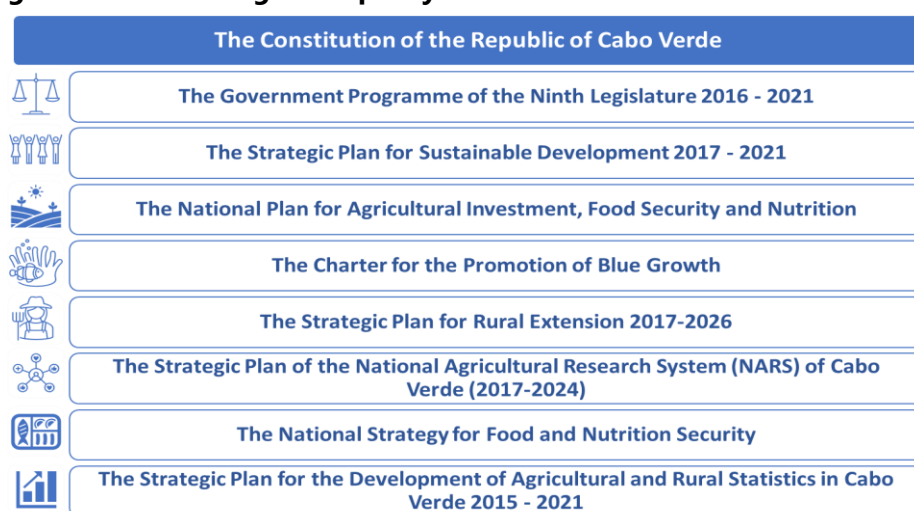 The Constitution of the Republic of Cabo Verde
The Government Programme of the Ninth Legislature 2016 - 2021
The Strategic Plan for Sustainable Development 2017 - 2021
The National Plan for Agricultural Investment, Food Security and Nutrition
The Charter for the Promotion of Blue Growth
The Strategic Plan for Rural Extension 2017-2026
The Strategic Plan of the National Agricultural Research System (NARS) of Cabo
Verde (2017-2024)
The National Strategy for Food and Nutrition Security
The Strategic Plan for the Development of Agricultural and Rural Statistics in Cabo
Verde 2015 - 2021